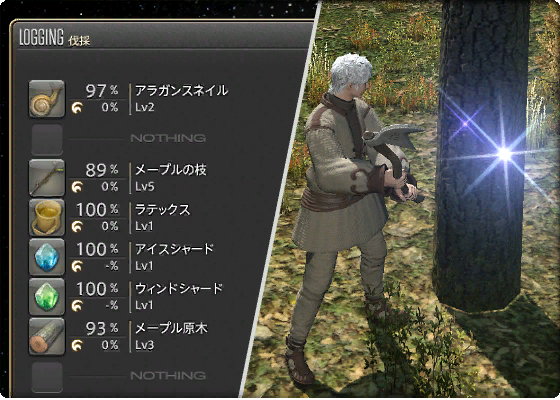 LOGGING 伐採
97% アラガンスネイル
0% Lv2
NOTHING
89% メープルの枝
0% Lv5
100% ラテックス
0% Lv1
100% アイスシャード
-% Lv1
100% ウィンドシャード
-% Lv1
93% メープル原木
0% Lv3
NOTHING